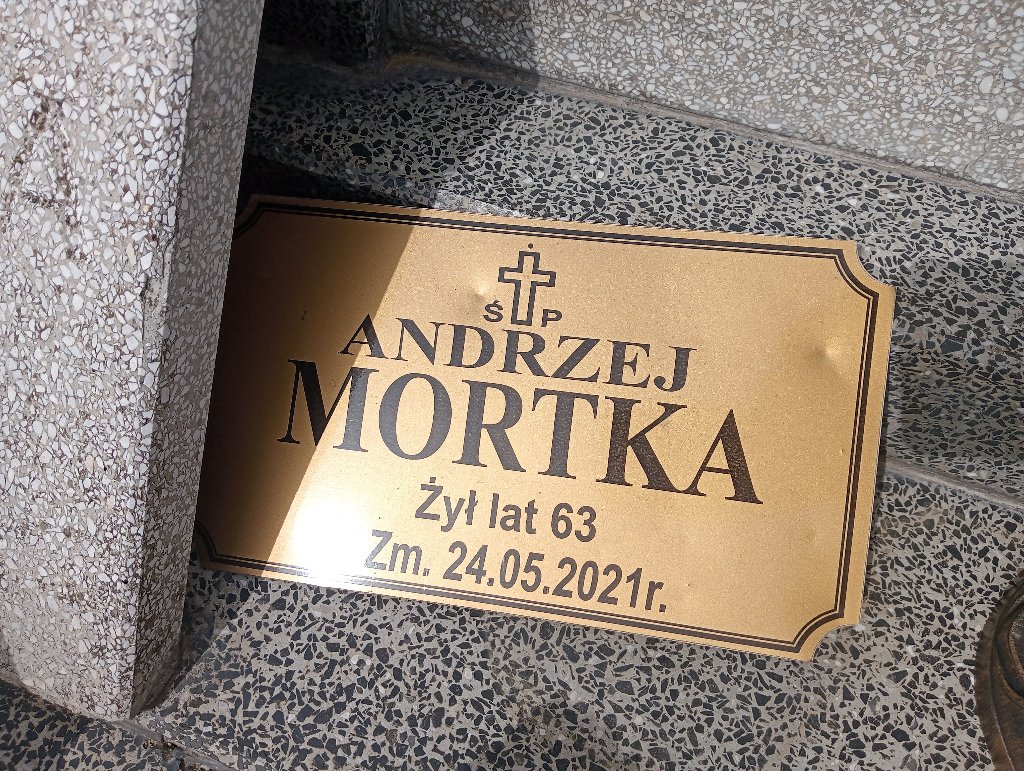 Ś P
ANDRZEJ
MORTKA
Żył lat 63
Zm. 24.05.2021r.